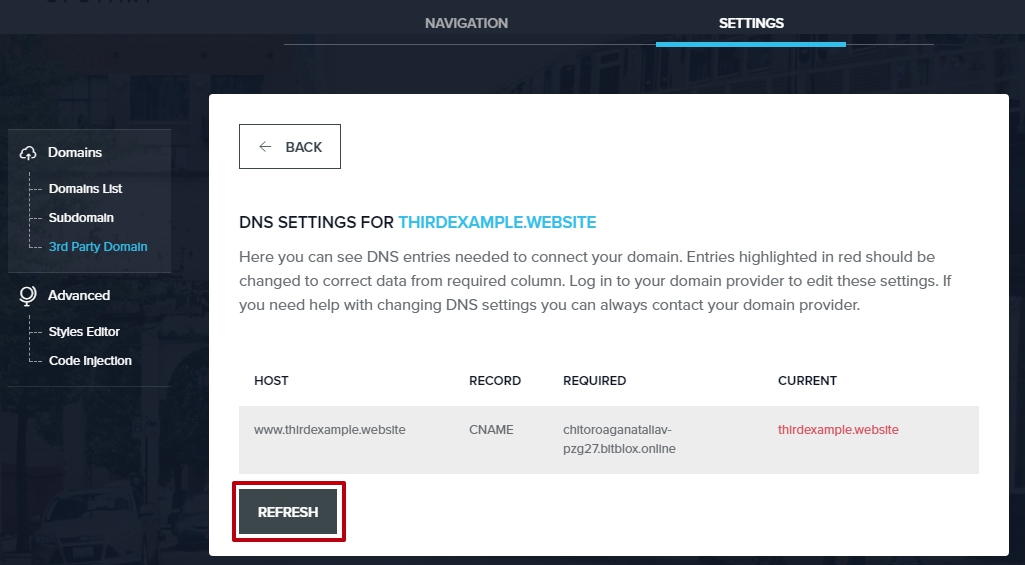 NAVIGATION
SETTINGS
Domains
Domains List
Subdomain
3rd Party Domain
Advanced
Styles Editor
Code Injection
BACK
DNS SETTINGS FOR THIRDEXAMPLE.WEBSITE
Here you can see DNS entries needed to connect your domain. Entries highlighted in red should be
changed to correct data from required column. Log in to your domain provider to edit these settings. If
you need help with changing DNS settings you can always contact your domain provider.
HOST RECORD REQUIRED CURRENT
www.thirdexample.website CNAME chitoroaganataliav- thirdexample.website
pzg27.bitblox.online
REFRESH